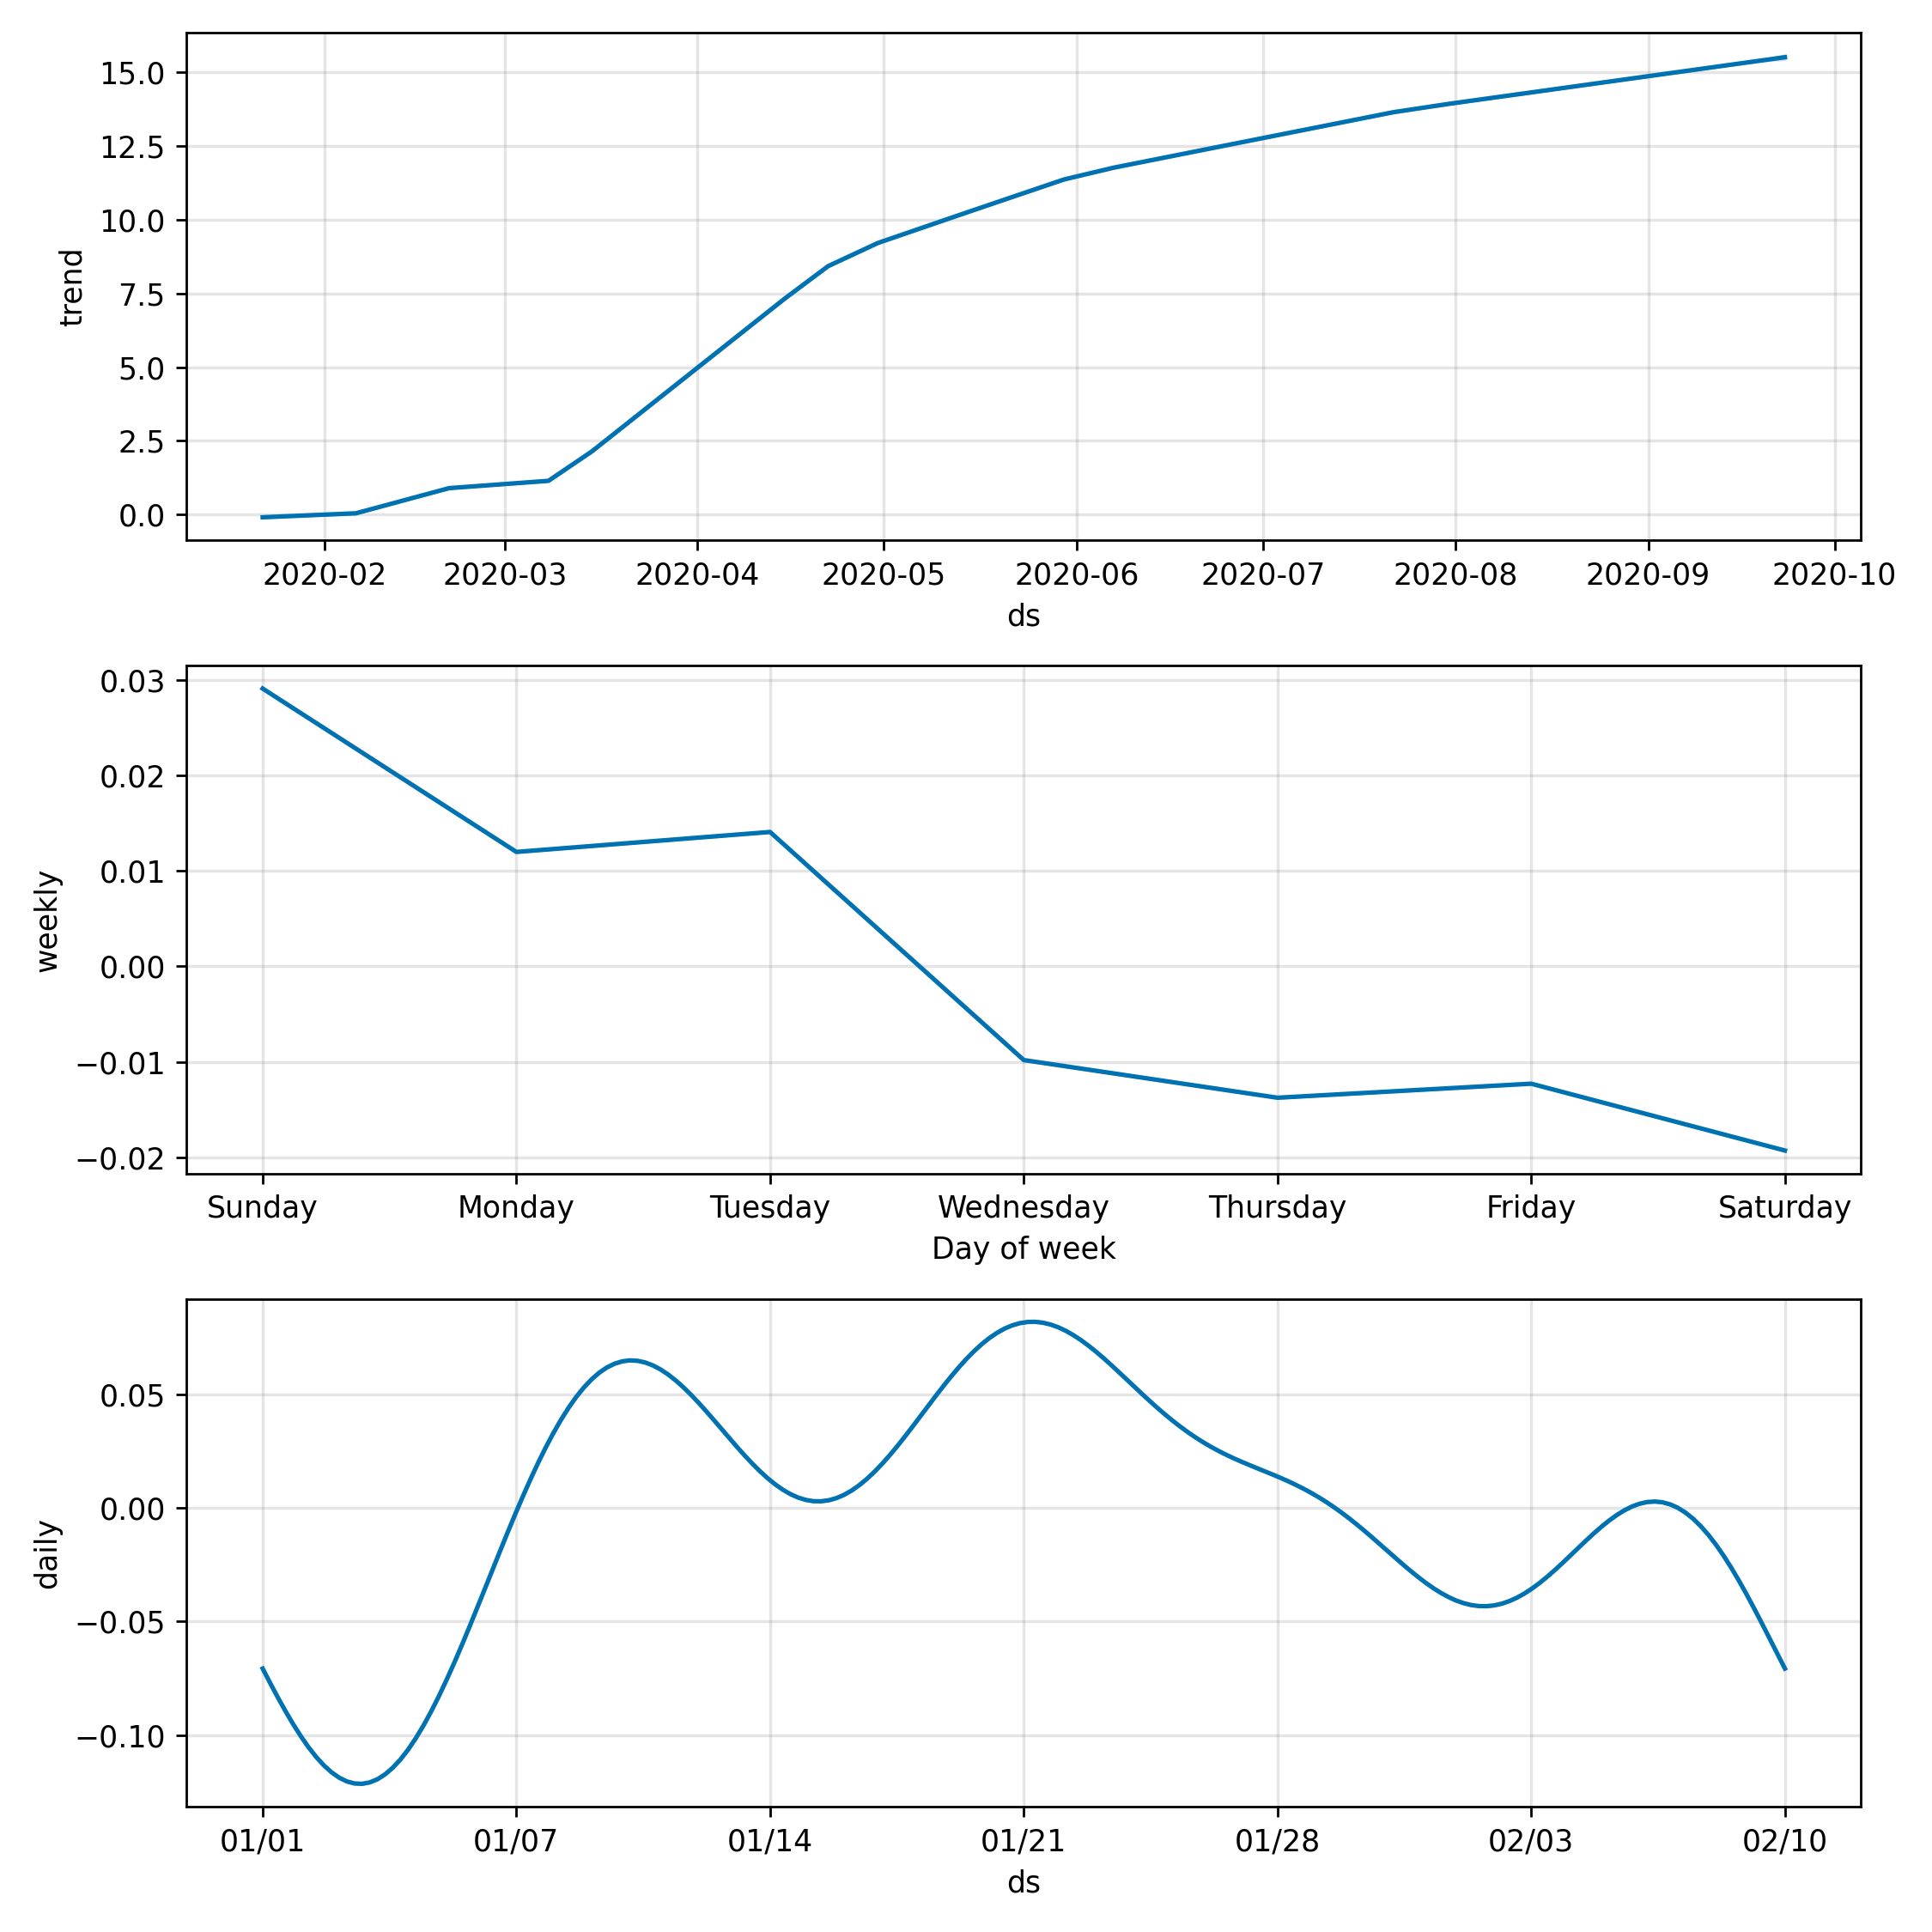 15.0
12.5
10.0
7.5
5.0
2.5
0.0
trend
2020-02 2020-03 2020-04 2020-05 2020-06 2020-07 2020-08 2020-09 2020-10
ds
0.03
0.02
0.01
0.00
−0.01
−0.02
weekly
Sunday Monday Tuesday Wednesday Thursday Friday Saturday
Day of week
0.05
0.00
−0.05
−0.10
daily
01/01 01/07 01/14 01/21 01/28 02/03 02/10
ds